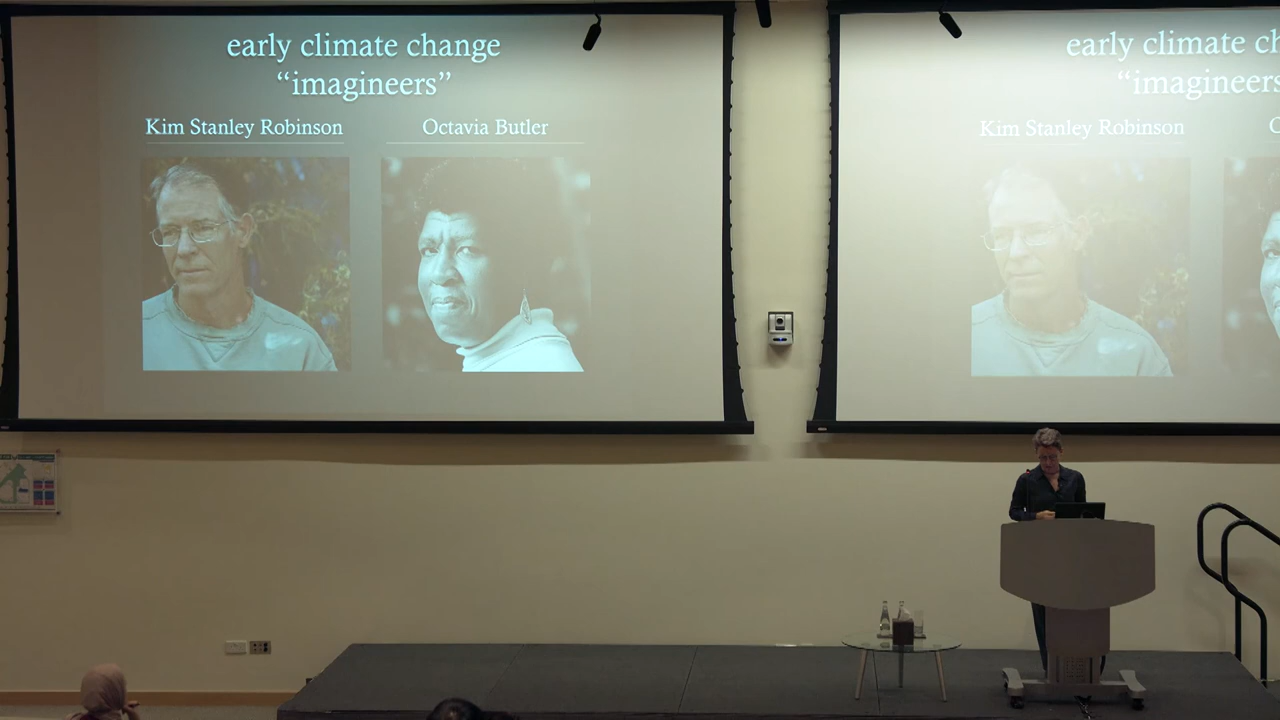 early climate change
“imagineers”
Kim Stanley Robinson
Octavia Butler
early climate ch
“imagineers
Kim Stanley Robinson